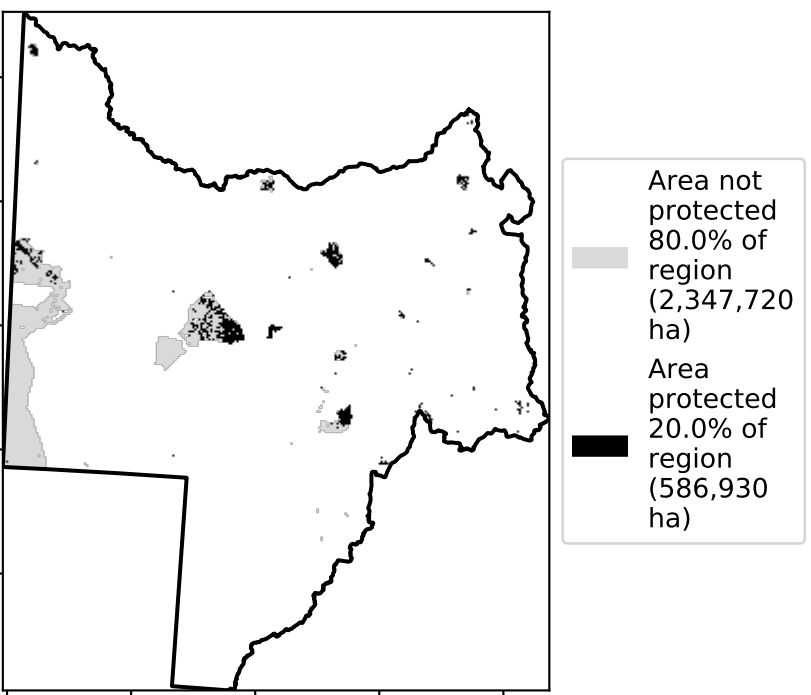 Area not
protected
80.0% of
region
(2,347,720
ha)
Area
protected
20.0% of
region
(586,930
ha)